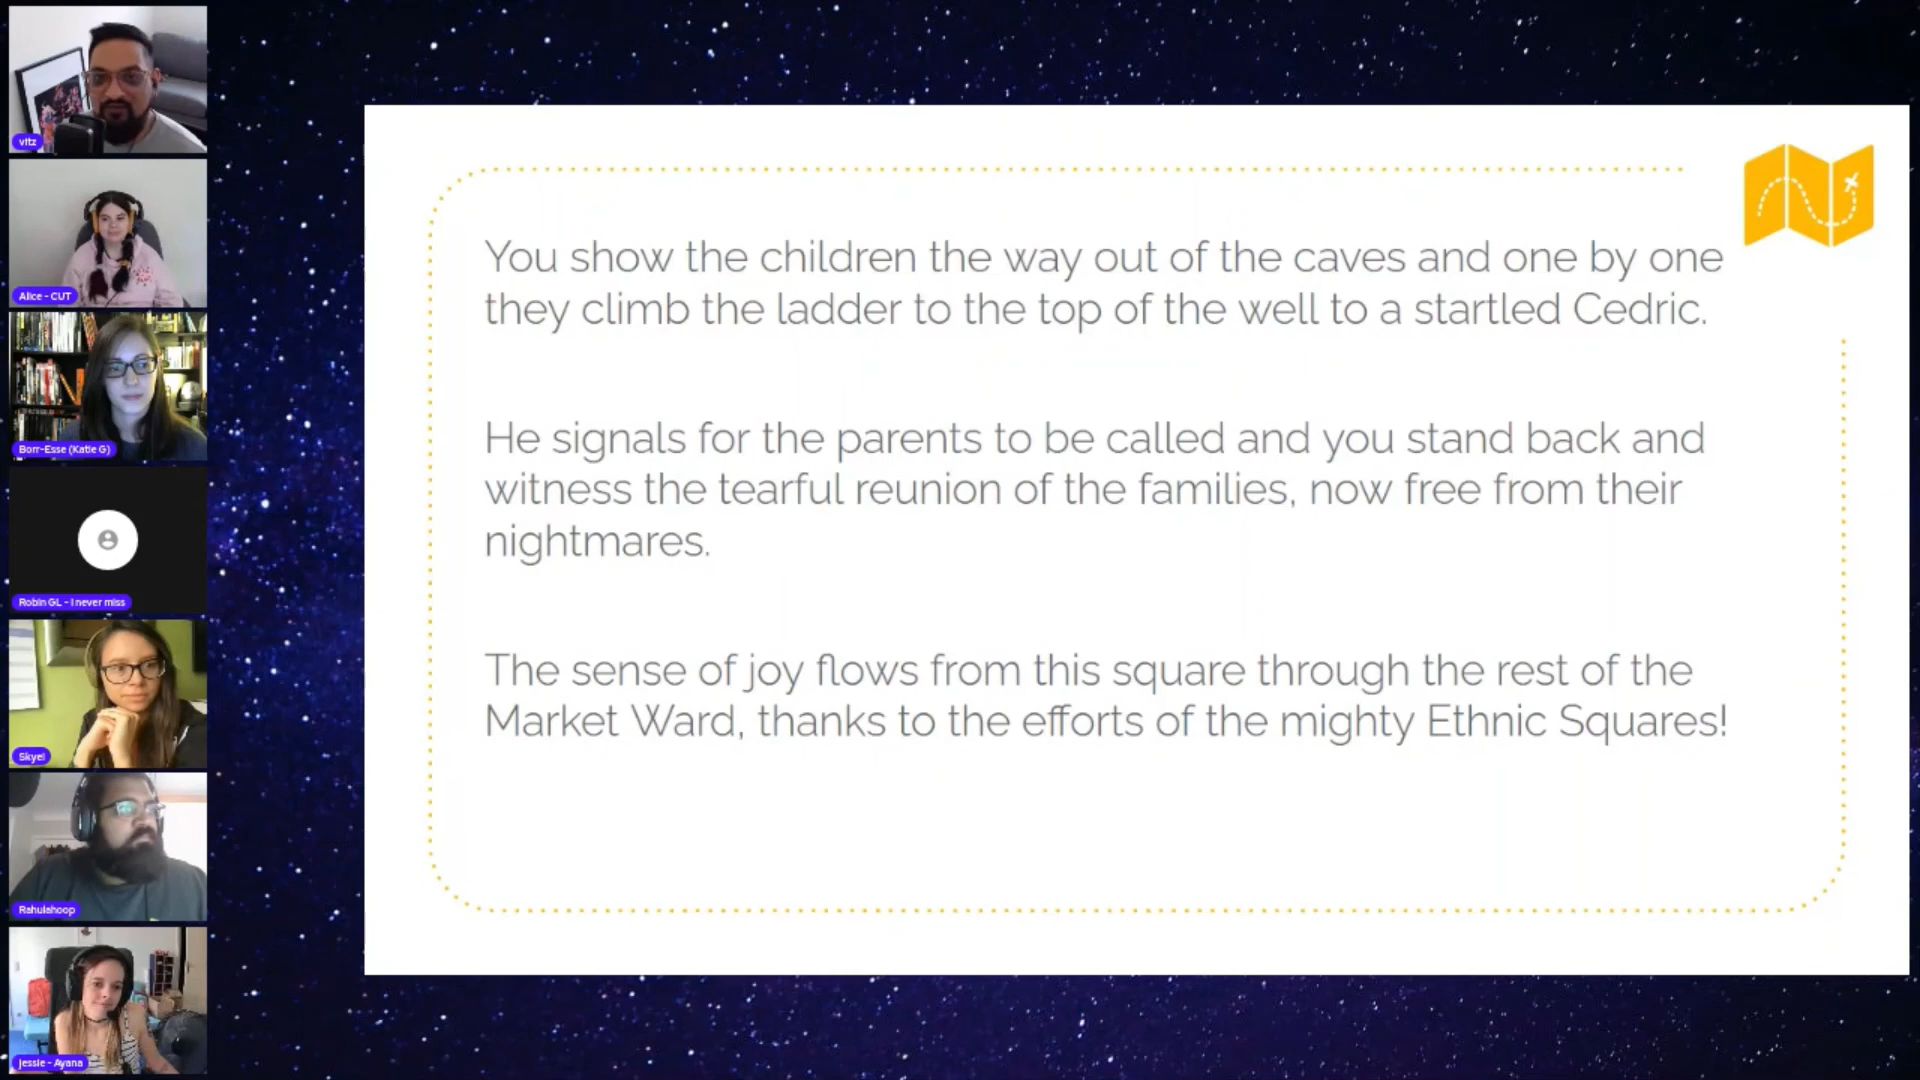 vitz
Alice - CUT
Borr-Esse (Katie G)
Robin GL - I never miss
Skyel
Rahulahoop
Jessie - Ayana
You show the children the way out of the caves and one by one
they climb the ladder to the top of the well to a startled Cedric.
He signals for the parents to be called and you stand back and
witness the tearful reunion of the families, now free from their
nightmares.
The sense of joy flows from this square through the rest of the
Market Ward, thanks to the efforts of the mighty Ethnic Squares!